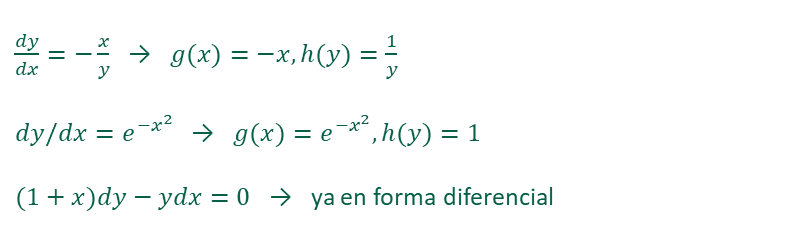 dy/dx = −x/y → g(x) = −x, h(y) = 1/y
dy/dx = e^{−x²} → g(x) = e^{−x²}, h(y) = 1
(1 + x)dy − ydx = 0 → ya en forma diferencial